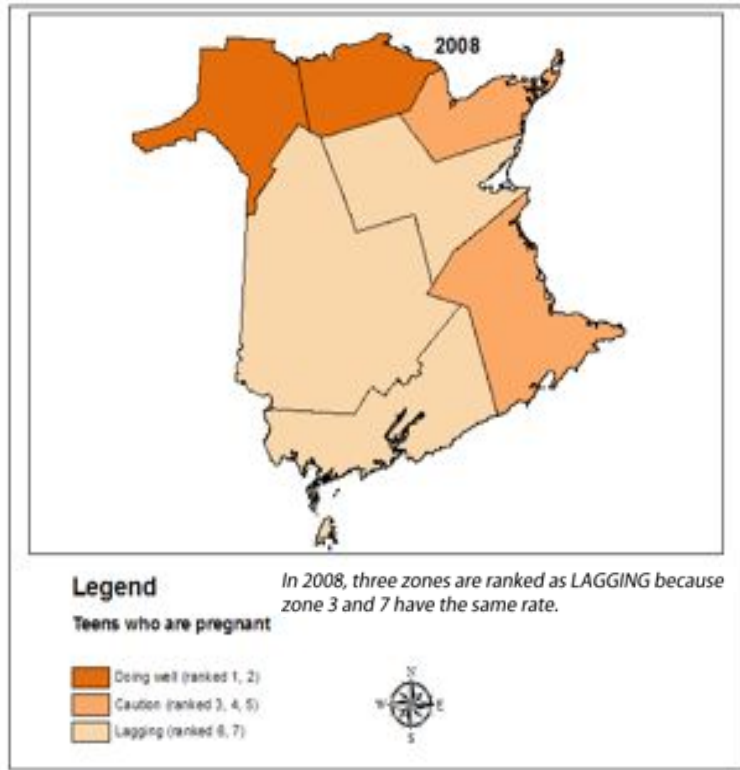 2008
Legend
In 2008, three zones are ranked as LAGGING because
zone 3 and 7 have the same rate.
Teens who are pregnant
Doing well (ranked 1, 2)
Caution (ranked 3, 4, 5)
Lagging (ranked 6, 7)
N
W E
S